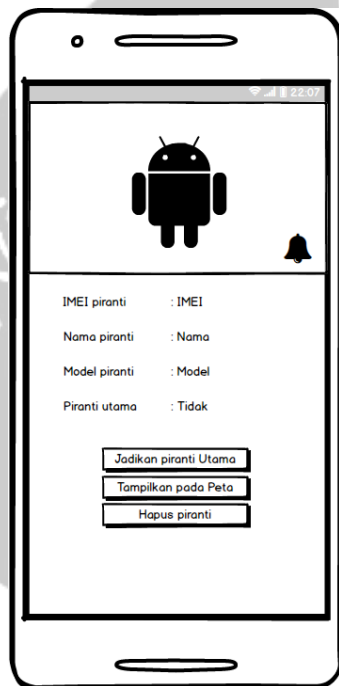 22:07
IMEI piranti : IMEI
Nama piranti : Nama
Model piranti : Model
Piranti utama : Tidak
Jadikan piranti Utama
Tampilkan pada Peta
Hapus piranti